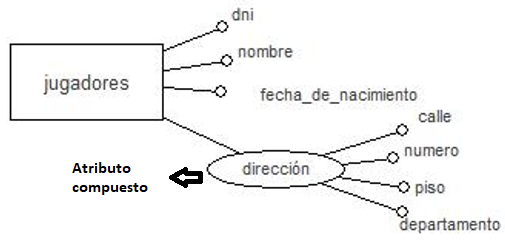 dni
nombre
jugadores
fecha_de_nacimiento
calle
numero
Atributo
compuesto
dirección
piso
departamento